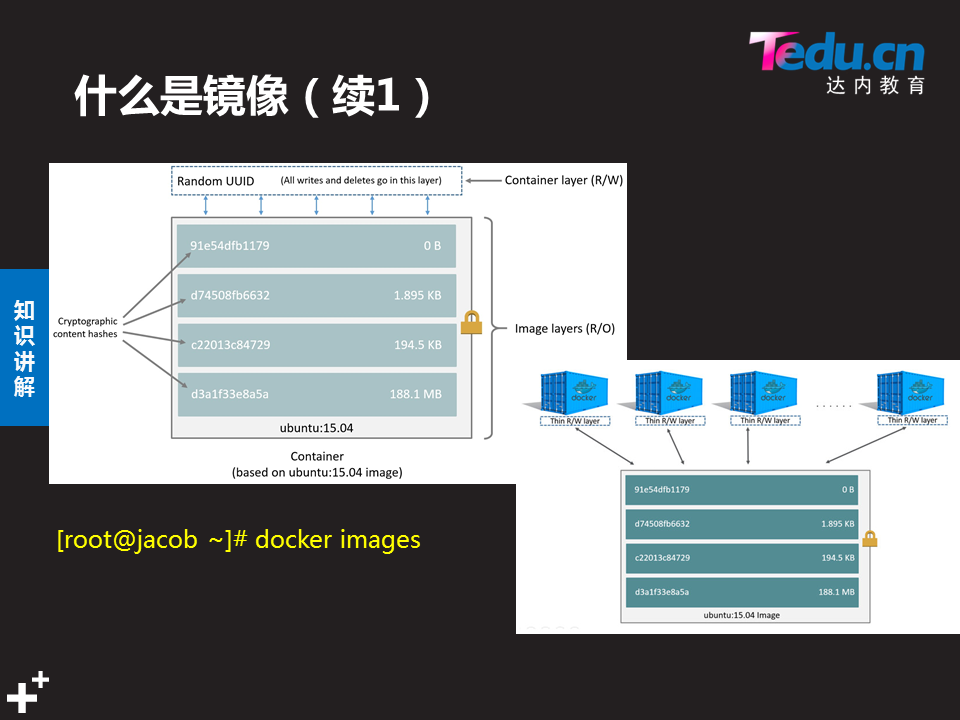 Tedu.cn
达内教育
什么是镜像（续1）
知识讲解
Random UUID (All writes and deletes go in this layer)
Container layer (R/W)
91e54dfb1179 0 B
d74508fb6632 1.895 KB
c22013c84729 194.5 KB
d3a1f33e8a5a 188.1 MB
ubuntu:15.04
Cryptographic
content hashes
Image layers (R/O)
Container
(based on ubuntu:15.04 image)
docker docker docker docker
Thin R/W layer Thin R/W layer Thin R/W layer ...... Thin R/W layer
91e54dfb1179 0 B
d74508fb6632 1.895 KB
c22013c84729 194.5 KB
d3a1f33e8a5a 188.1 MB
ubuntu:15.04 Image
[root@jacob ~]# docker images